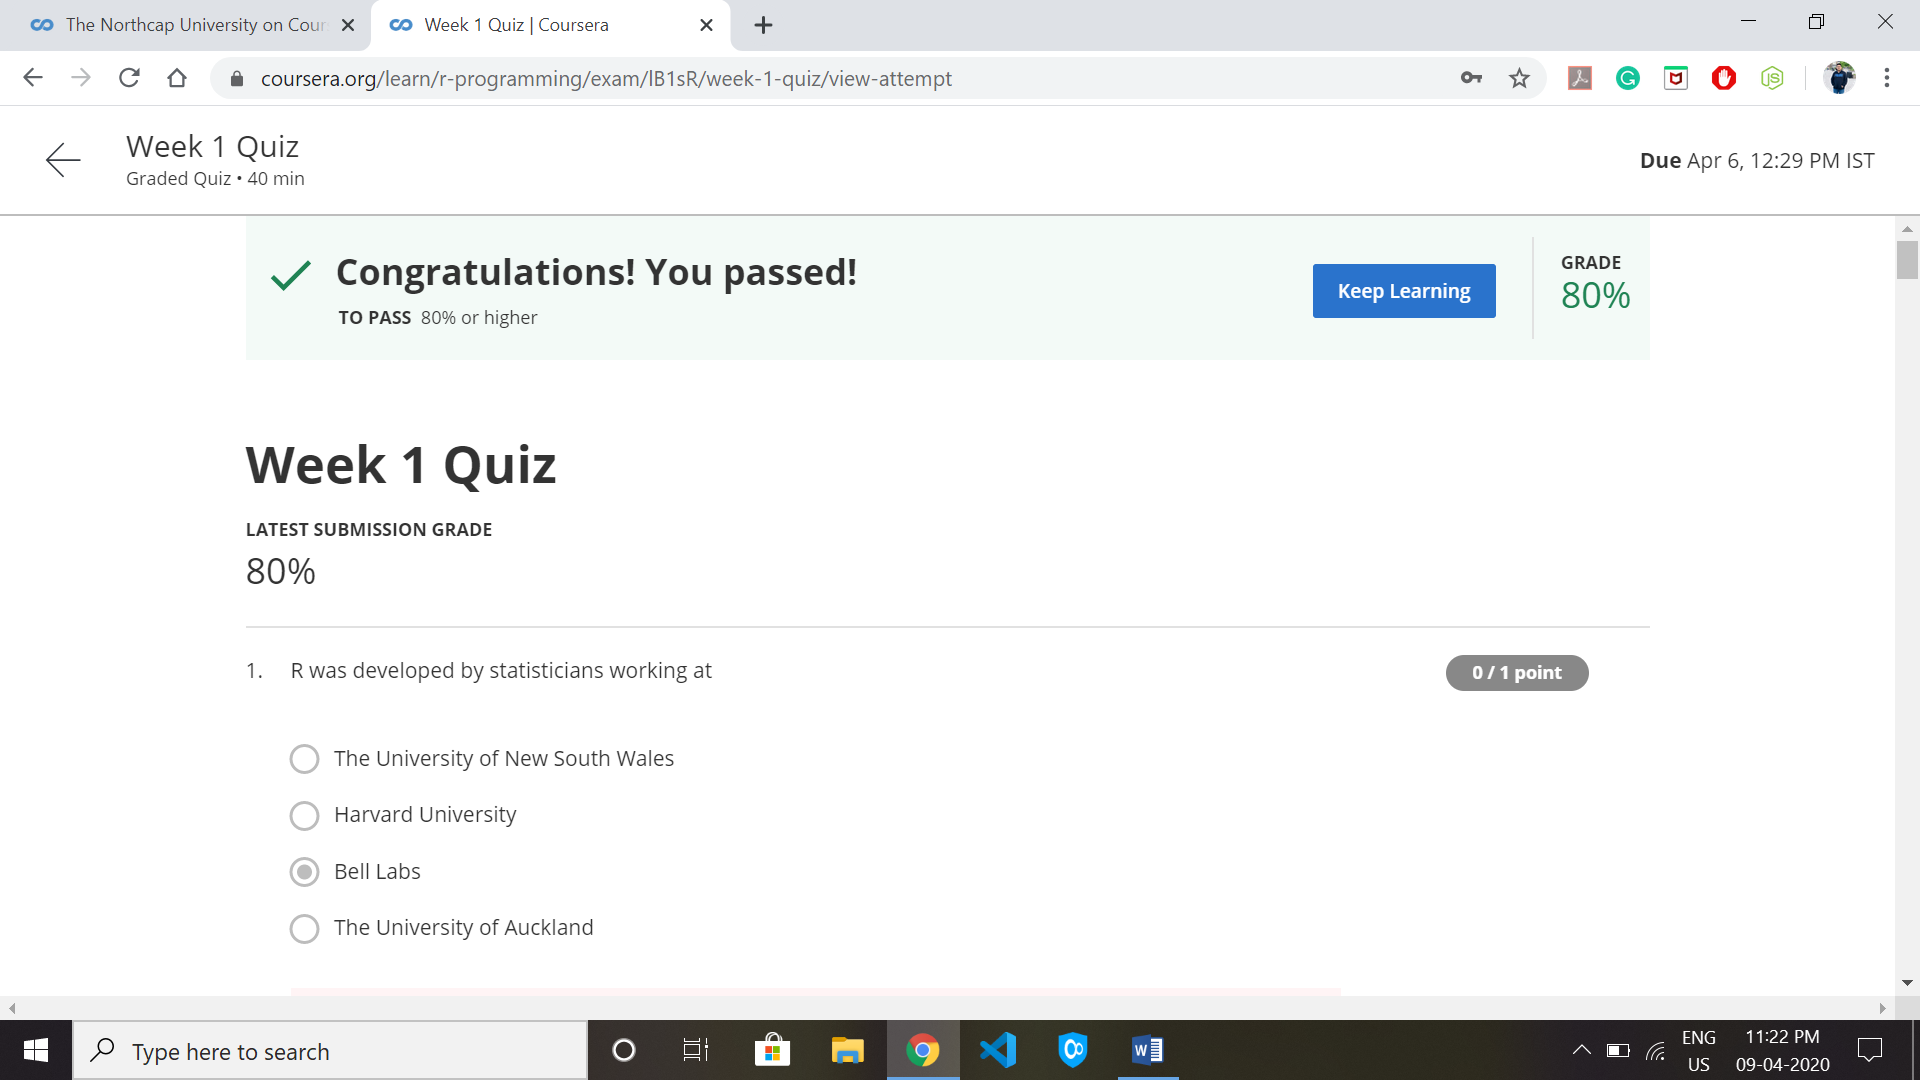 The Northcap University on Cour
Week 1 Quiz | Coursera
coursera.org/learn/r-programming/exam/lB1sR/week-1-quiz/view-attempt
Week 1 Quiz
Graded Quiz • 40 min
Due Apr 6, 12:29 PM IST
Congratulations! You passed!
TO PASS 80% or higher
Keep Learning
GRADE
80%
Week 1 Quiz
LATEST SUBMISSION GRADE
80%
1. R was developed by statisticians working at
0 / 1 point
The University of New South Wales
Harvard University
Bell Labs
The University of Auckland
Type here to search
ENG
US
11:22 PM
09-04-2020